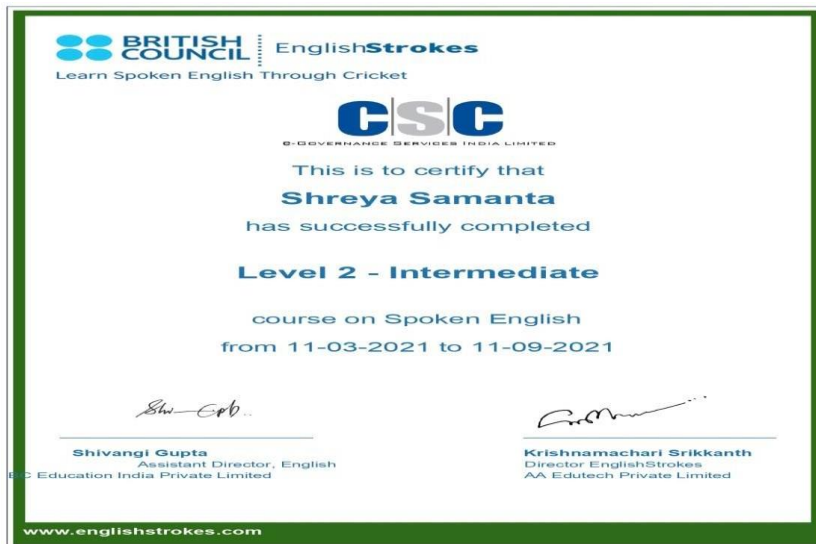 BRITISH
COUNCIL
EnglishStrokes
Learn Spoken English Through Cricket
CSC
e-Governance Services India Limited
This is to certify that
Shreya Samanta
has successfully completed
Level 2 - Intermediate
course on Spoken English
from 11-03-2021 to 11-09-2021
Shivangi Gupta
Assistant Director, English
BC Education India Private Limited
Krishnamachari Srikkanth
Director EnglishStrokes
AA Edutech Private Limited
www.englishstrokes.com